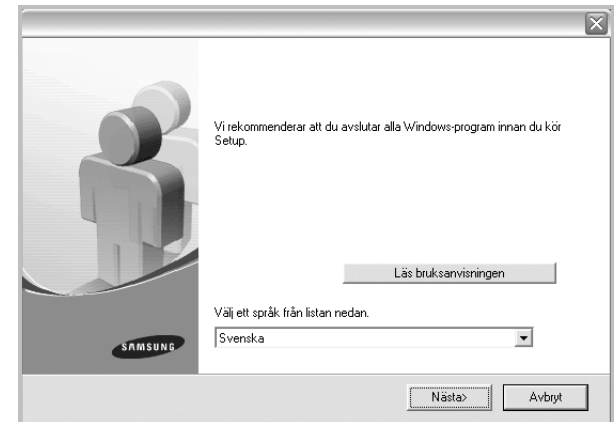 Vi rekommenderar att du avslutar alla Windows-program innan du kör
Setup.
Läs bruksanvisningen
Välj ett språk från listan nedan.
Svenska
SAMSUNG
Nästa>
Avbryt